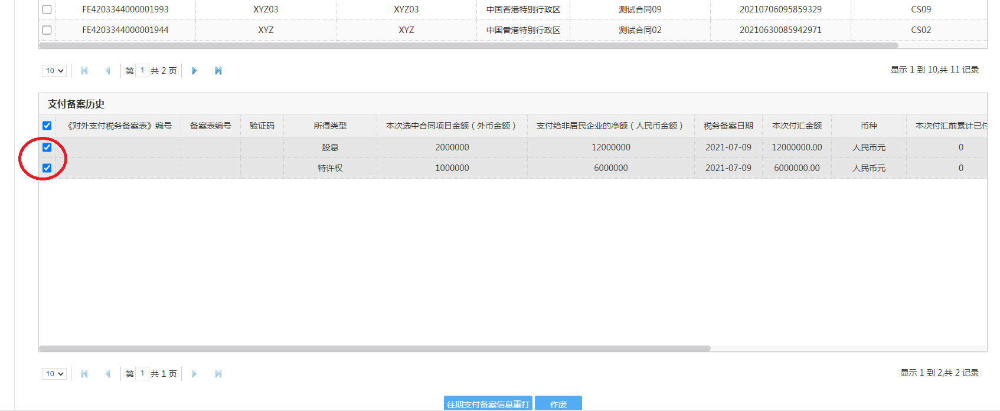 FE4203344000001993 XYZ03 XYZ03 中国香港特别行政区 测试合同09 20210706095859329 CS09
FE4203344000001944 XYZ XYZ 中国香港特别行政区 测试合同02 20210630085942971 CS02
10 第 1 共 2 页 显示 1 到 10,共 11 记录
支付备案历史
《对外支付税务备案表》编号 备案表编号 验证码 所得类型 本次选中合同项目金额（外币金额） 支付给非居民企业的净额（人民币金额） 税务备案日期 本次付汇金额 币种 本次付汇前累计已付
股息 2000000 12000000 2021-07-09 12000000.00 人民币元 0
特许权 1000000 6000000 2021-07-09 6000000.00 人民币元 0
10 第 1 共 1 页 显示 1 到 2,共 2 记录
往期支付备案信息重打 作废